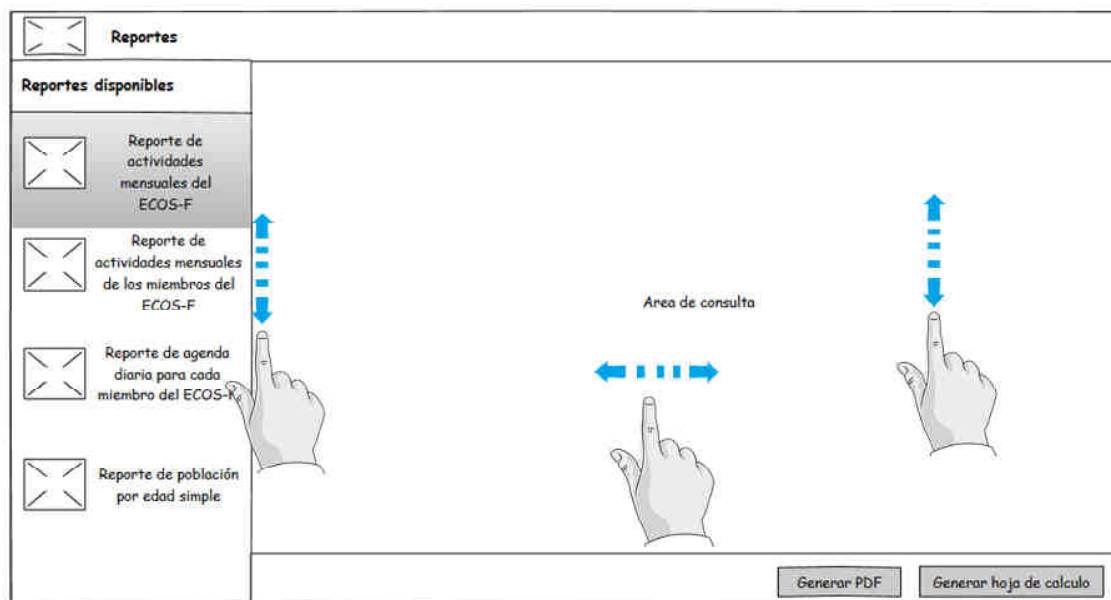 Reportes
Reportes disponibles
Reporte de
actividades
mensuales del
ECOS-F
Reporte de
actividades mensuales
de los miembros del
ECOS-F
Reporte de agenda
diaria para cada
miembro del ECOS-F
Reporte de población
por edad simple
Area de consulta
Generar PDF
Generar hoja de calculo